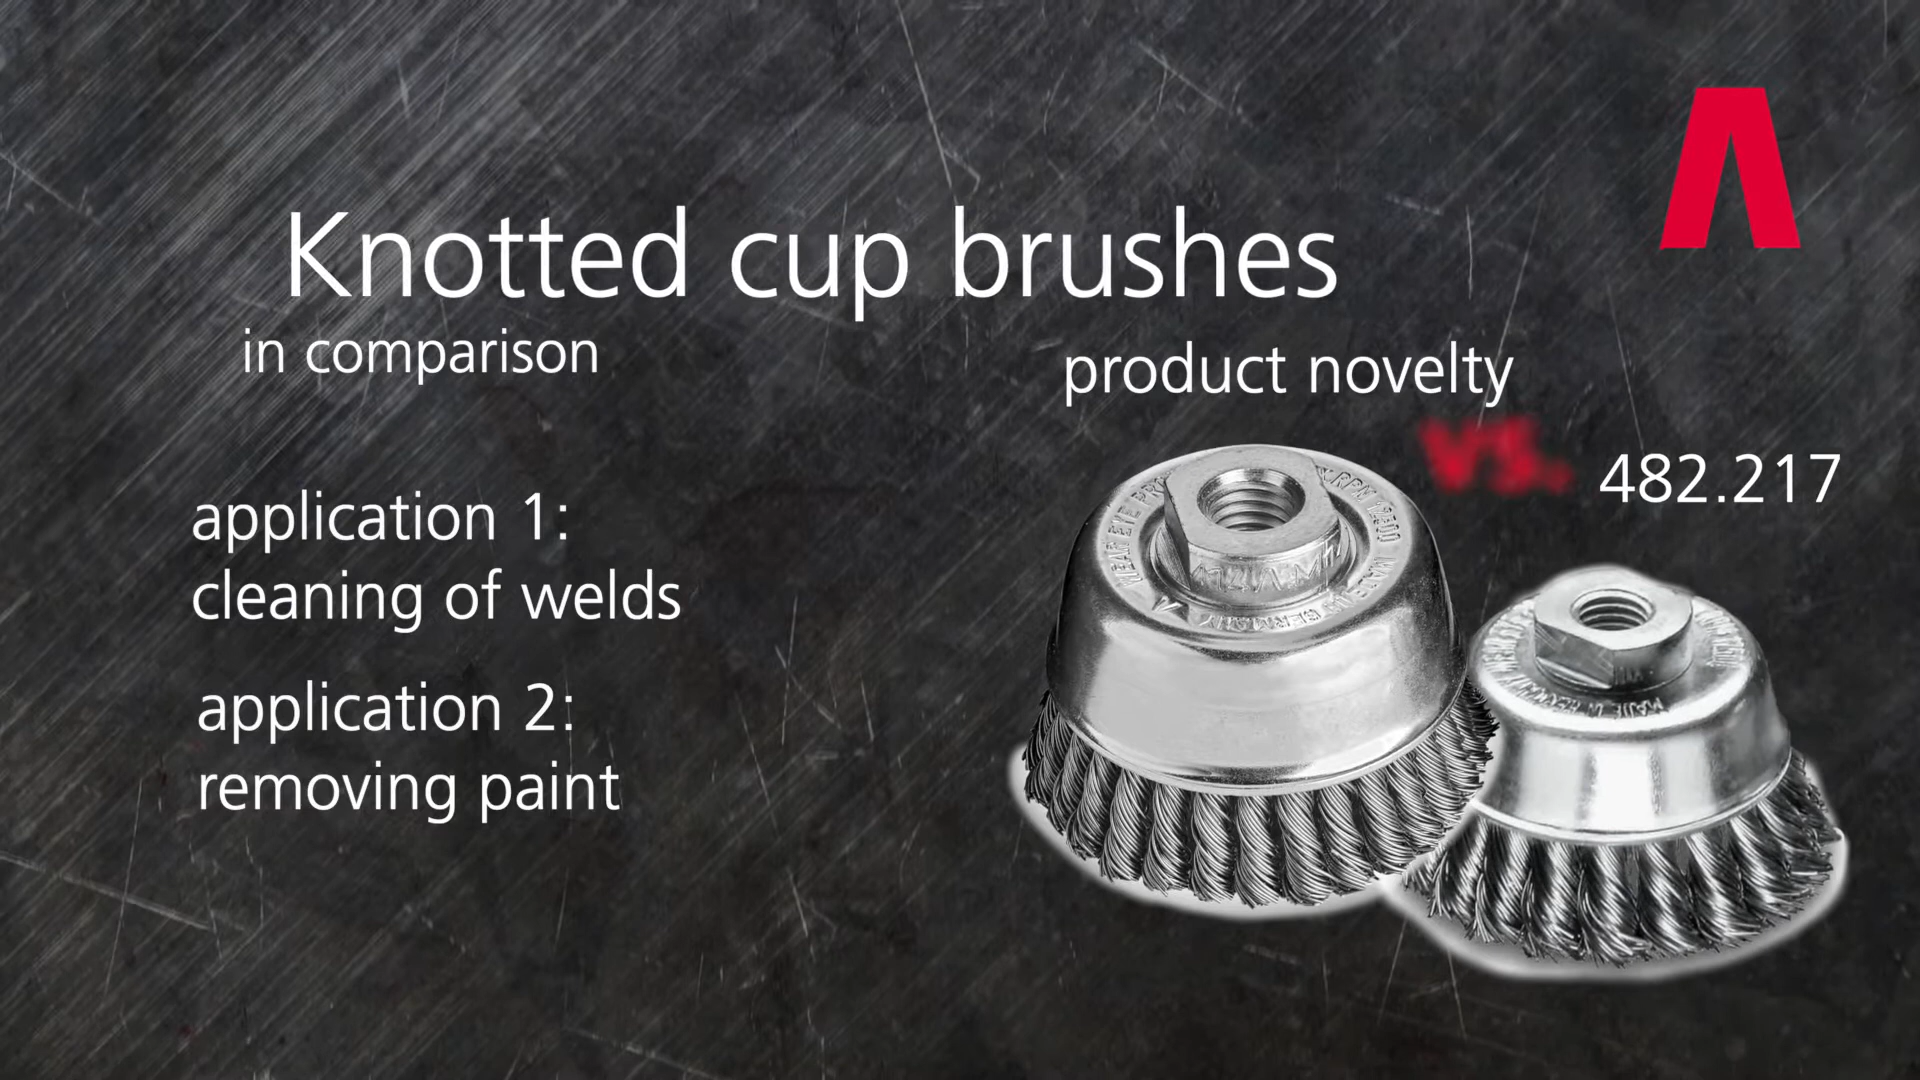 Knotted cup brushes
in comparison
product novelty
vs.
482.217
application 1:
cleaning of welds
application 2:
removing paint